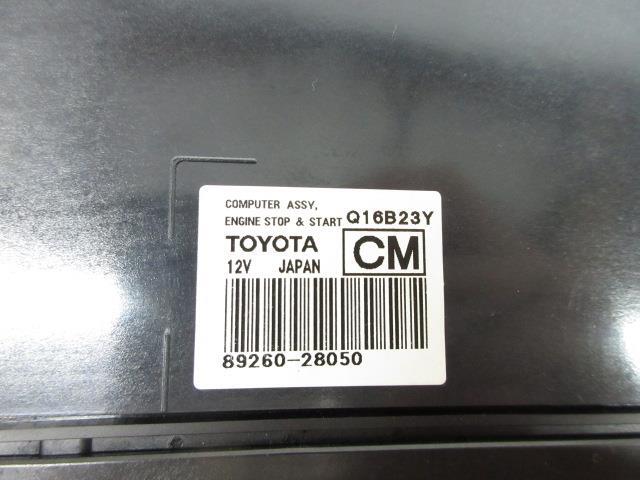 COMPUTER ASSY,
ENGINE STOP & START Q16B23Y
TOYOTA CM
12V JAPAN
89260-28050